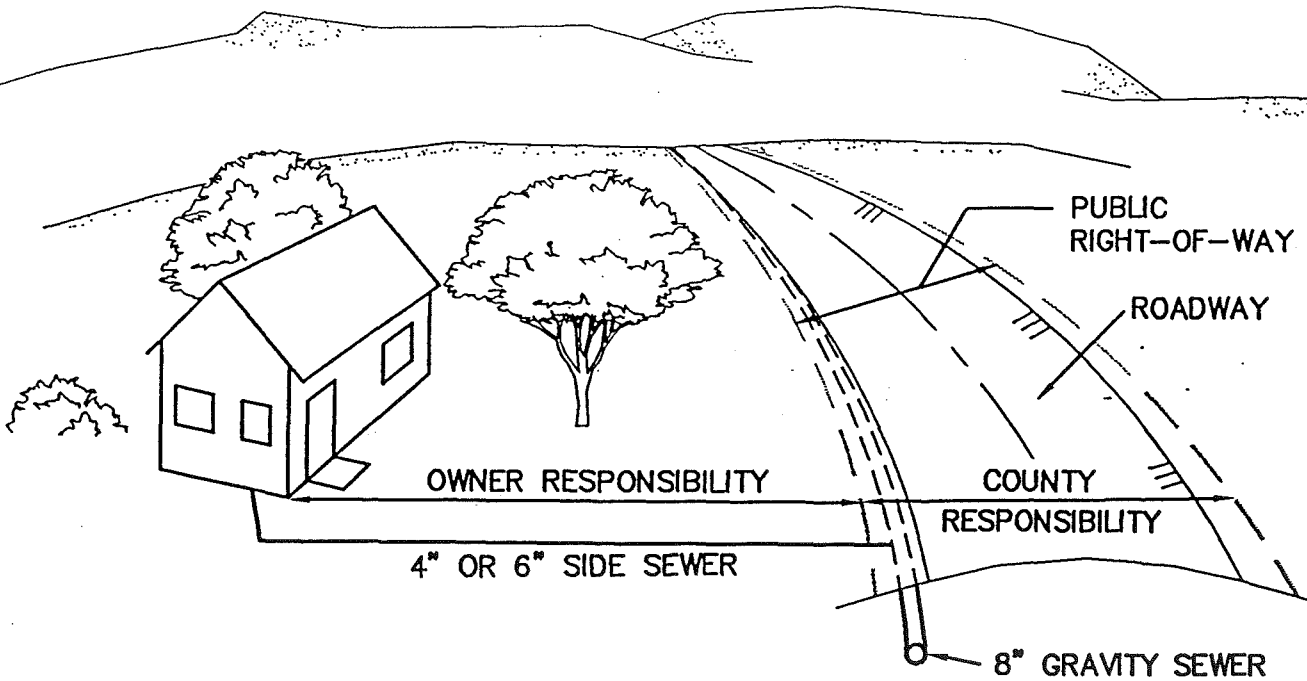 PUBLIC
RIGHT-OF-WAY
ROADWAY
OWNER RESPONSIBILITY
COUNTY
RESPONSIBILITY
4" OR 6" SIDE SEWER
8" GRAVITY SEWER